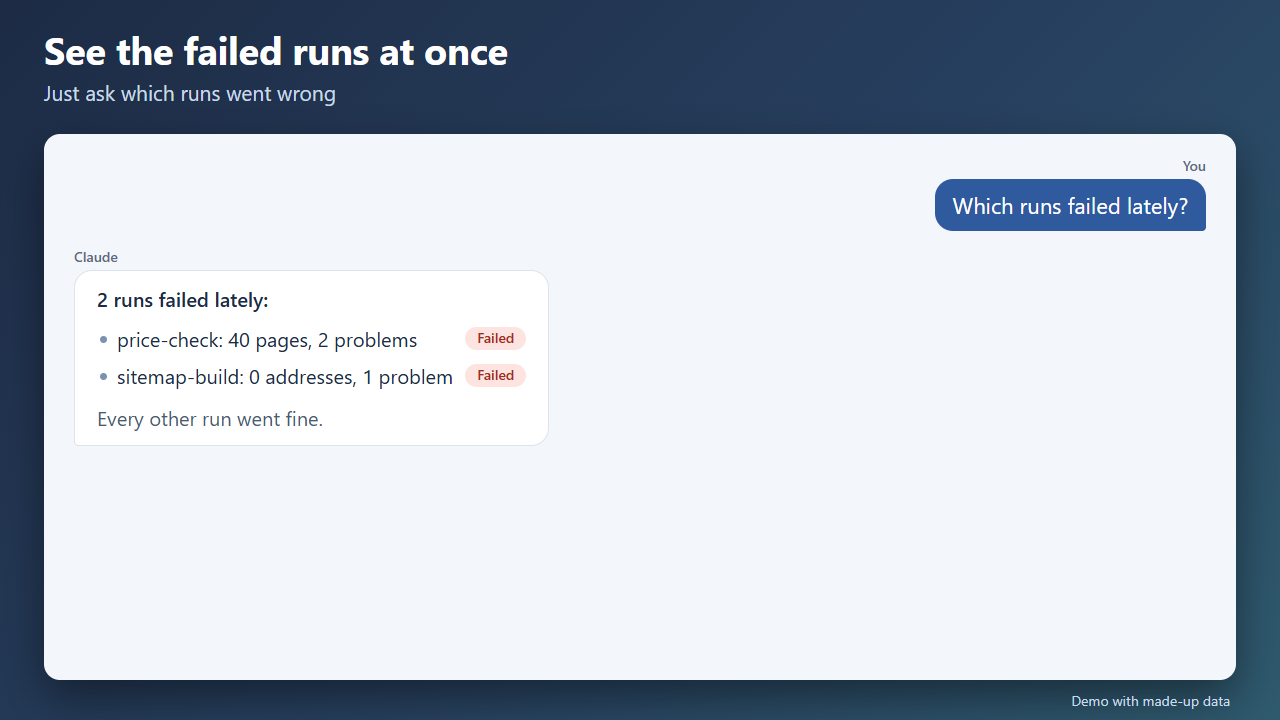 See the failed runs at once
Just ask which runs went wrong
You
Which runs failed lately?
Claude
2 runs failed lately:
price-check: 40 pages, 2 problems Failed
sitemap-build: 0 addresses, 1 problem Failed
Every other run went fine.
Demo with made-up data